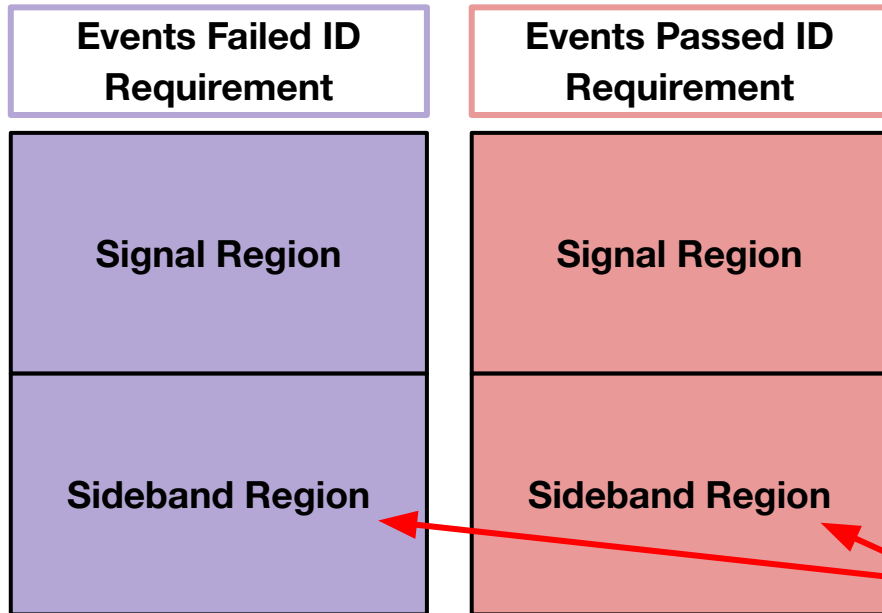 Events Failed ID
Requirement
Events Passed ID
Requirement
Signal Region
Signal Region
Sideband Region
Sideband Region